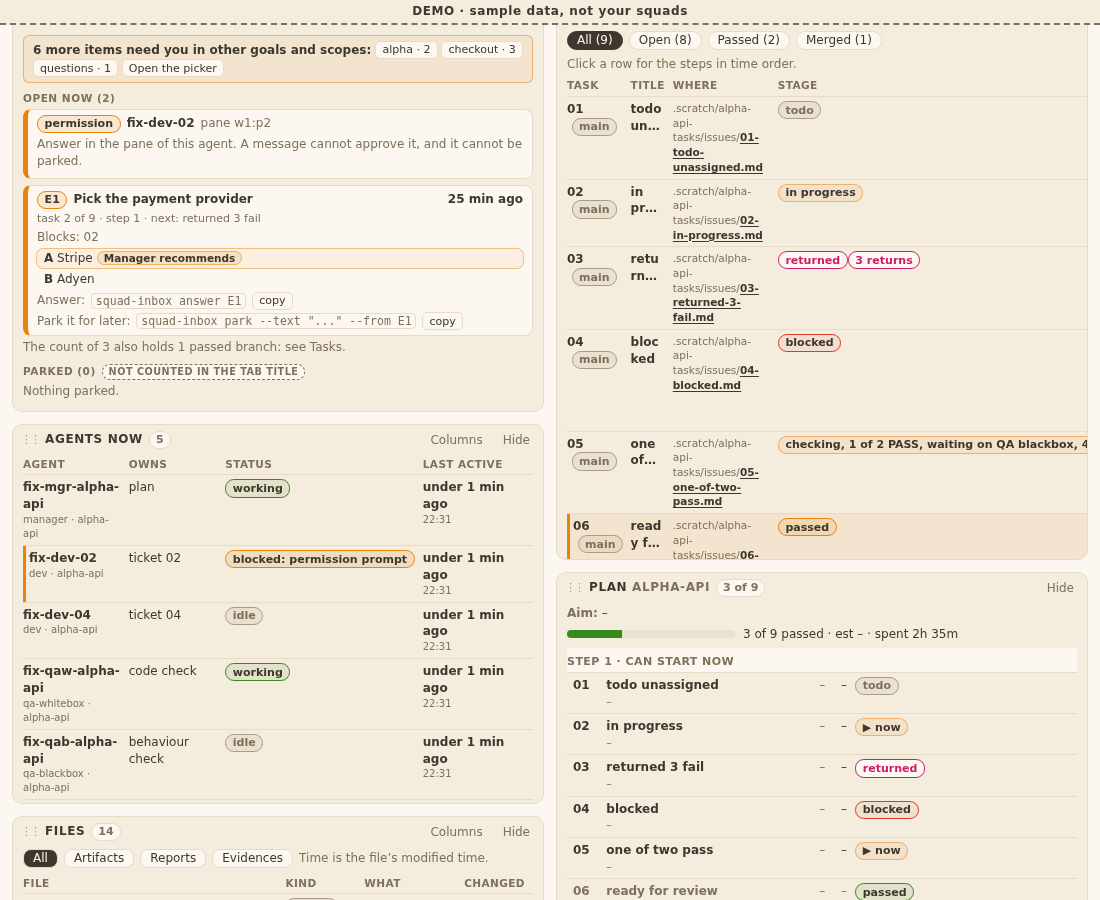 DEMO · sample data, not your squads
6 more items need you in other goals and scopes: alpha · 2 checkout · 3
questions · 1 Open the picker
OPEN NOW (2)
permission fix-dev-02 pane w1:p2
Answer in the pane of this agent. A message cannot approve it, and it cannot be
parked.
E1 Pick the payment provider 25 min ago
task 2 of 9 · step 1 · next: returned 3 fail
Blocks: 02
A Stripe Manager recommends
B Adyen
Answer: squad-inbox answer E1 copy
Park it for later: squad-inbox park --text "..." --from E1 copy
The count of 3 also holds 1 passed branch: see Tasks.
PARKED (0) NOT COUNTED IN THE TAB TITLE
Nothing parked.
AGENTS NOW 5 Columns Hide
AGENT OWNS STATUS LAST ACTIVE
fix-mgr-alpha- plan working under 1 min
api ago
manager · alpha- 22:31
api
fix-dev-02 ticket 02 blocked: permission prompt under 1 min
dev · alpha-api ago
22:31
fix-dev-04 ticket 04 idle under 1 min
dev · alpha-api ago
22:31
fix-qaw-alpha- code check working under 1 min
api ago
qa-whitebox · 22:31
alpha-api
fix-qab-alpha- behaviour idle under 1 min
api check ago
qa-blackbox · 22:31
alpha-api
FILES 14 Columns Hide
All Artifacts Reports Evidences Time is the file’s modified time.
FILE KIND WHAT CHANGED
All (9) Open (8) Passed (2) Merged (1)
Click a row for the steps in time order.
TASK TITLE WHERE STAGE
01 todo .scratch/alpha- todo
main un… api-
tasks/issues/01-
todo-
unassigned.md
02 in .scratch/alpha- in progress
main pr… api-
tasks/issues/02-
in-progress.md
03 retu .scratch/alpha- returned 3 returns
main rn… api-
tasks/issues/03-
returned-3-
fail.md
04 bloc .scratch/alpha- blocked
main ked api-
tasks/issues/04-
blocked.md
05 one .scratch/alpha- checking, 1 of 2 PASS, waiting on QA blackbox, 4
main of… api-
tasks/issues/05-
one-of-two-
pass.md
06 read .scratch/alpha- passed
main y f… api-
tasks/issues/06-
PLAN ALPHA-API 3 of 9 Hide
Aim: –
3 of 9 passed · est – · spent 2h 35m
STEP 1 · CAN START NOW
01 todo unassigned – – todo
–
02 in progress – – ▶ now
–
03 returned 3 fail – – returned
–
04 blocked – – blocked
–
05 one of two pass – – ▶ now
–
06 ready for review – – passed